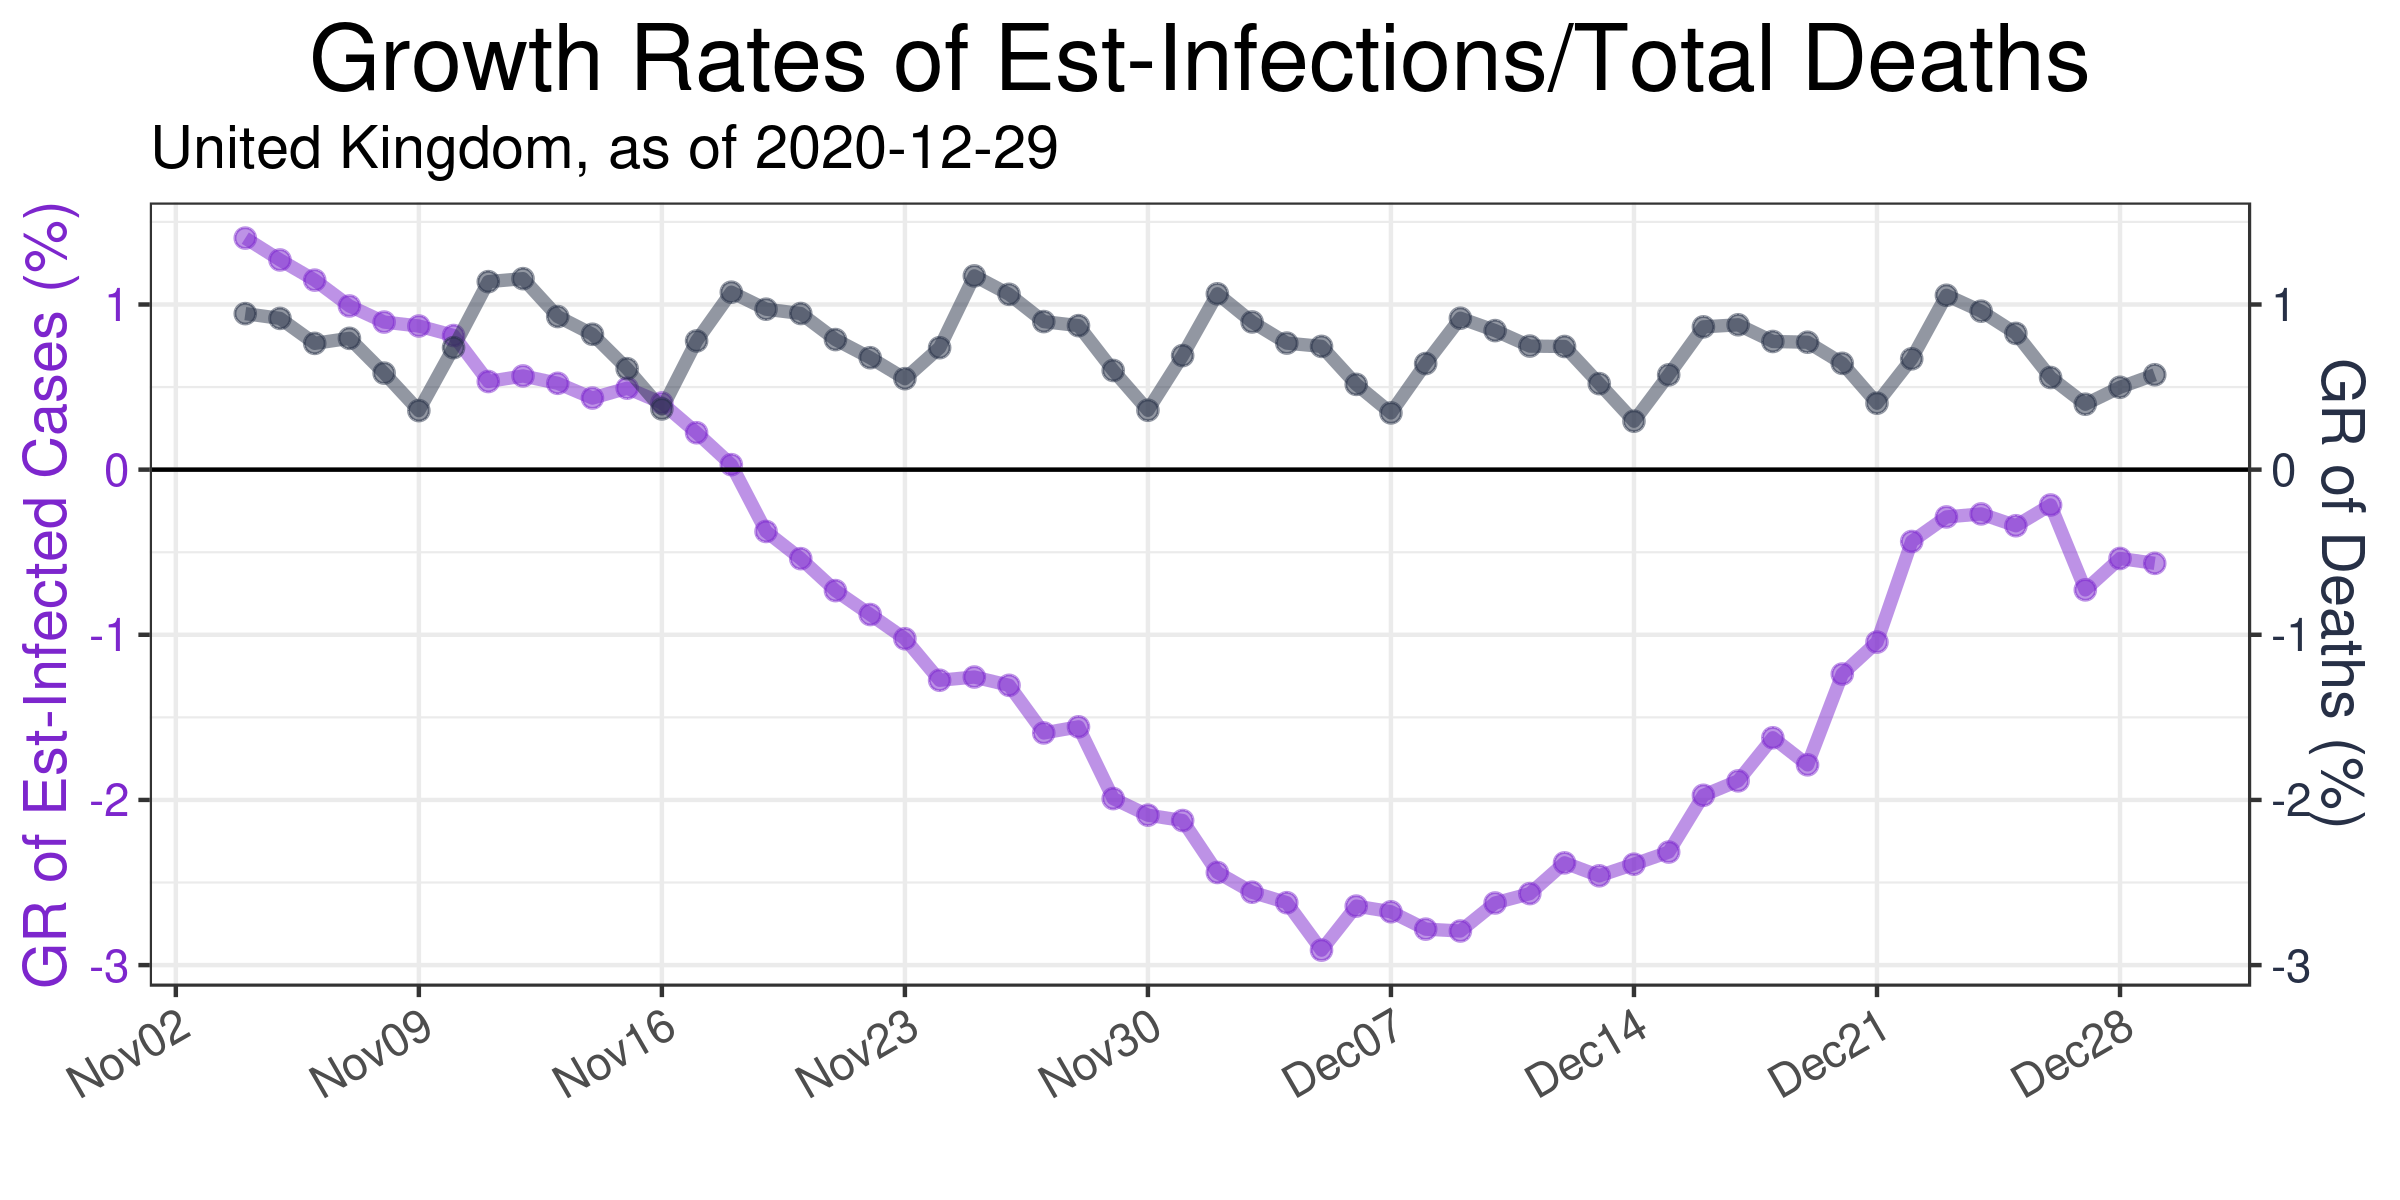 Growth Rates of Est-Infections/Total Deaths
United Kingdom, as of 2020-12-29
GR of Est-Infected Cases (%)
1
0
-1
-2
-3
1
0
-1
-2
-3
GR of Deaths (%)
Nov02
Nov09
Nov16
Nov23
Nov30
Dec07
Dec14
Dec21
Dec28